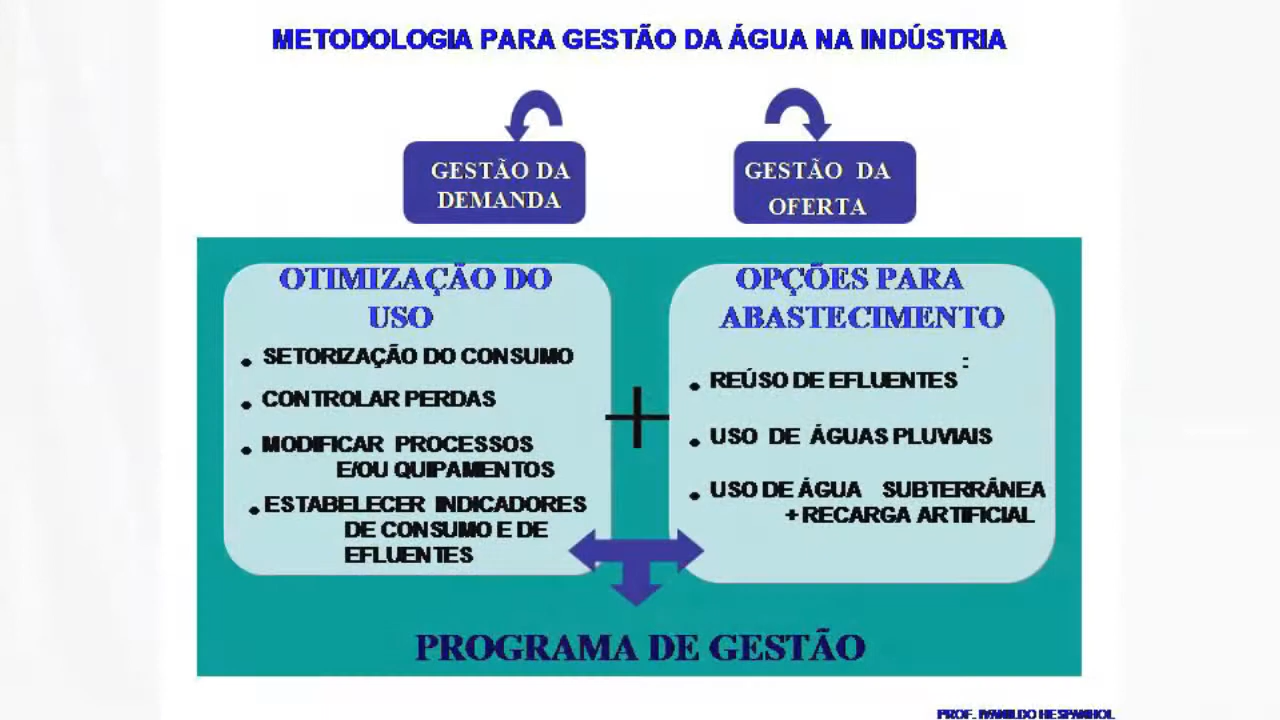 METODOLOGIA PARA GESTÃO DA ÁGUA NA INDÚSTRIA
GESTÃO DA
DEMANDA
GESTÃO DA
OFERTA
OTIMIZAÇÃO DO
USO
. SETORIZAÇÃO DO CONSUMO
. CONTROLAR PERDAS
. MODIFICAR PROCESSOS
E/OU QUIPAMENTOS
. ESTABELECER INDICADORES
DE CONSUMO E DE
EFLUENTES
+
OPÇÕES PARA
ABASTECIMENTO
. REÚSO DE EFLUENTES
. USO DE ÁGUAS PLUVIAIS
. USO DE ÁGUA SUBTERRÂNEA
+ RECARGA ARTIFICIAL
PROGRAMA DE GESTÃO
PROF. IVANILDO HESPANHOL